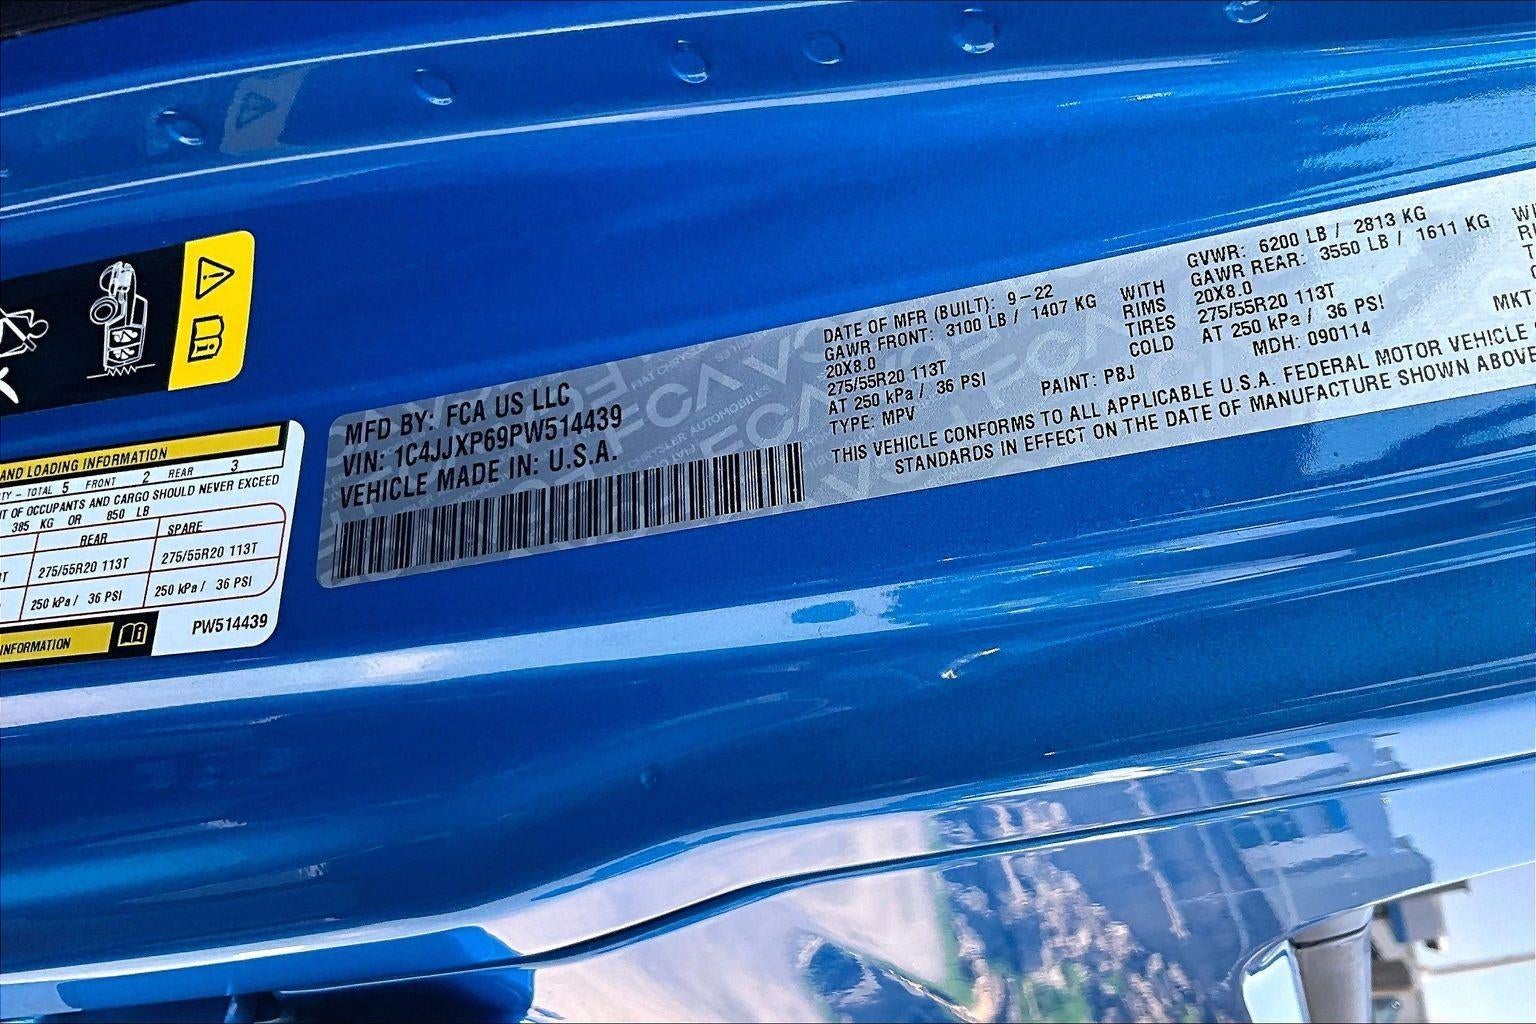 AND LOADING INFORMATION
TY - TOTAL 5 FRONT 2 REAR 3
HT OF OCCUPANTS AND CARGO SHOULD NEVER EXCEED
385 KG OR 850 LB
REAR SPARE
275/55R20 113T 275/55R20 113T
250 kPa / 36 PSI 250 kPa / 36 PSI
INFORMATION
PW514439
MFD BY: FCA US LLC
VIN: 1C4JJXP69PW514439
VEHICLE MADE IN: U.S.A.
DATE OF MFR (BUILT): 9-22 GVWR: 6200 LB / 2813 KG
GAWR FRONT: 3100 LB / 1407 KG WITH GAWR REAR: 3550 LB / 1611 KG
20X8.0 RIMS 20X8.0
275/55R20 113T TIRES 275/55R20 113T
AT 250 kPa / 36 PSI COLD AT 250 kPa / 36 PSI
TYPE: MPV PAINT: PBJ MDH: 090114 MKT
THIS VEHICLE CONFORMS TO ALL APPLICABLE U.S.A. FEDERAL MOTOR VEHICLE
STANDARDS IN EFFECT ON THE DATE OF MANUFACTURE SHOWN ABOVE